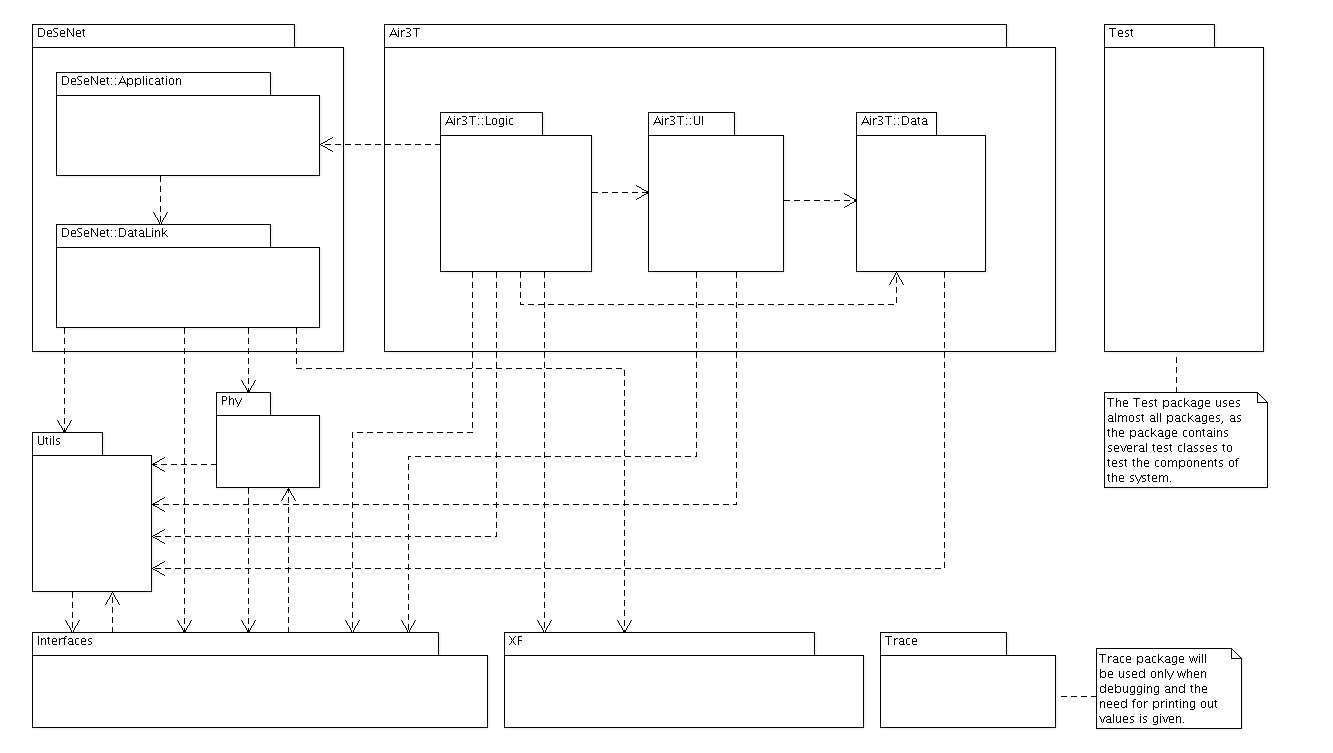 DeSeNet
Air3T
Test
DeSeNet::Application
Air3T::Logic
Air3T::UI
Air3T::Data
DeSeNet::DataLink
Phy
The Test package uses
almost all packages, as
the package contains
several test classes to
test the components of
the system.
Utils
Interfaces
XF
Trace
Trace package will
be used only when
debugging and the
need for printing out
values is given.